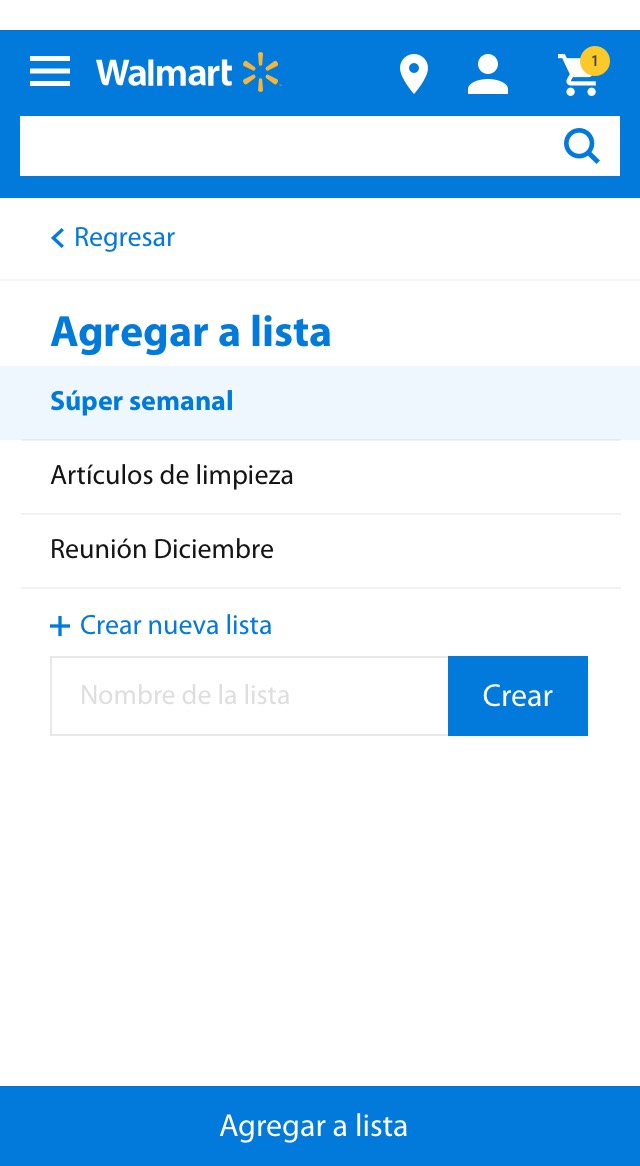 Walmart
1
Regresar
Agregar a lista
Súper semanal
Artículos de limpieza
Reunión Diciembre
+ Crear nueva lista
Nombre de la lista
Crear
Agregar a lista